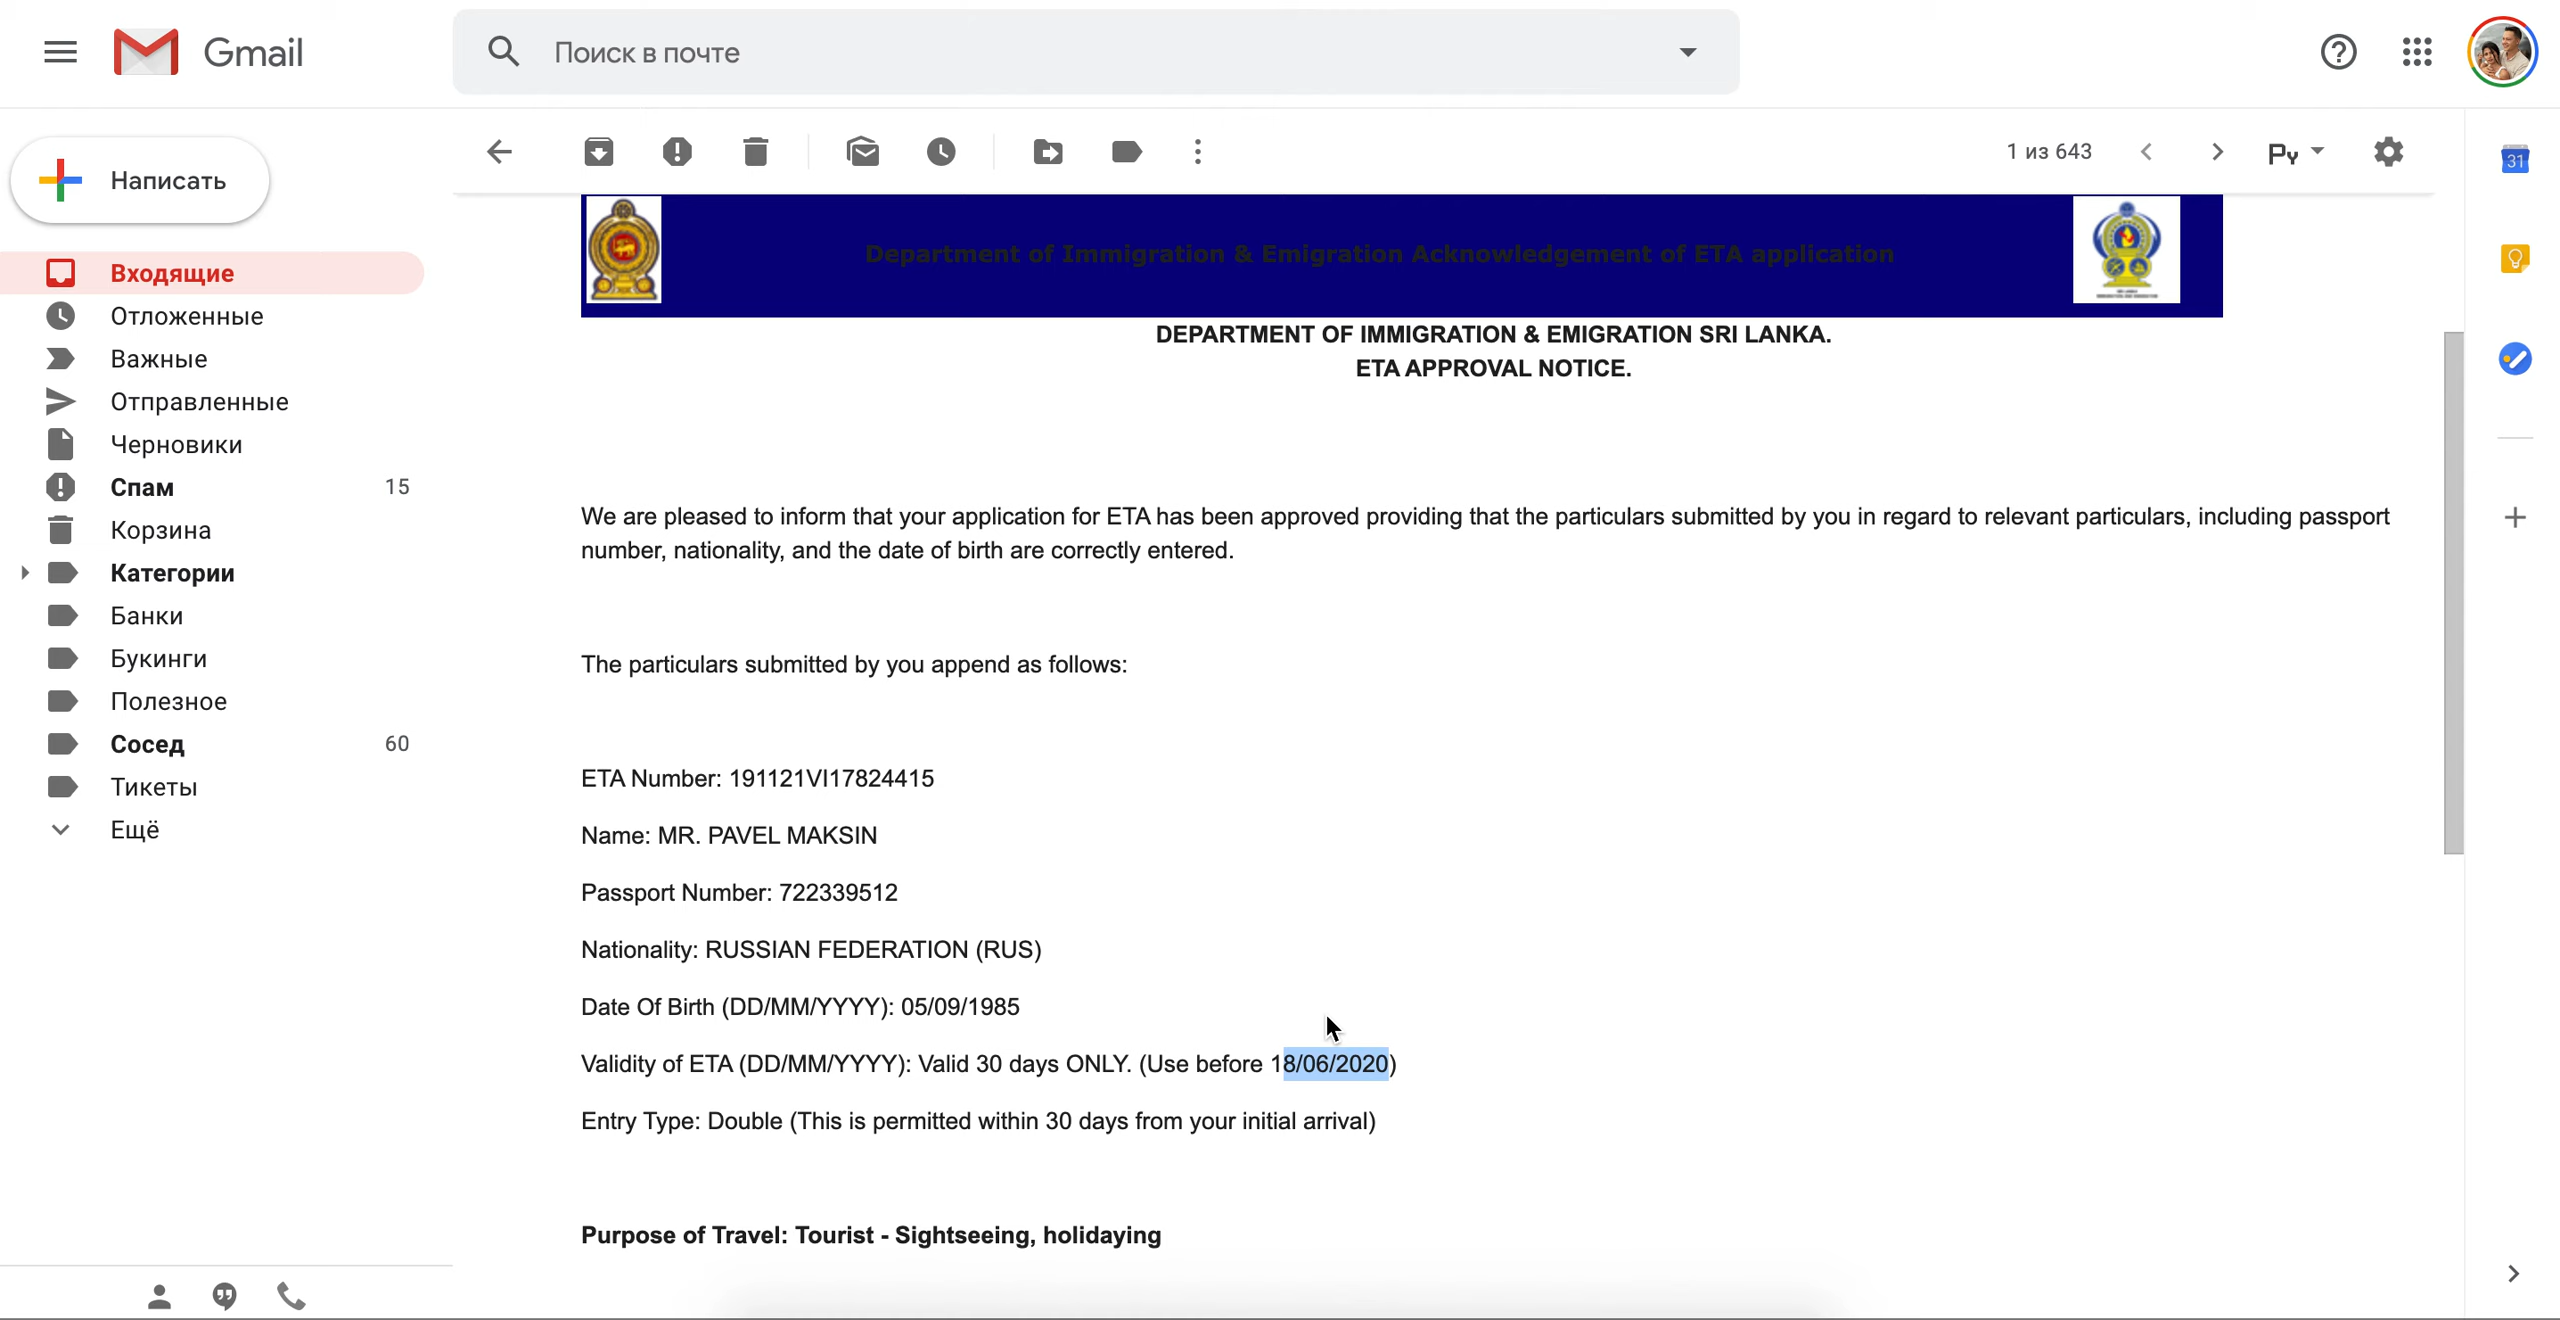 Gmail
Поиск в почте
Написать
1 из 643
Ру
31
Входящие
Отложенные
Важные
Отправленные
Черновики
Спам 15
Корзина
Категории
Банки
Букинги
Полезное
Сосед 60
Тикеты
Ещё
Department of Immigration & Emigration Acknowledgement of ETA application
DEPARTMENT OF IMMIGRATION & EMIGRATION SRI LANKA.
ETA APPROVAL NOTICE.
We are pleased to inform that your application for ETA has been approved providing that the particulars submitted by you in regard to relevant particulars, including passport
number, nationality, and the date of birth are correctly entered.
The particulars submitted by you append as follows:
ETA Number: 191121VI17824415
Name: MR. PAVEL MAKSIN
Passport Number: 722339512
Nationality: RUSSIAN FEDERATION (RUS)
Date Of Birth (DD/MM/YYYY): 05/09/1985
Validity of ETA (DD/MM/YYYY): Valid 30 days ONLY. (Use before 18/06/2020)
Entry Type: Double (This is permitted within 30 days from your initial arrival)
Purpose of Travel: Tourist - Sightseeing, holidaying